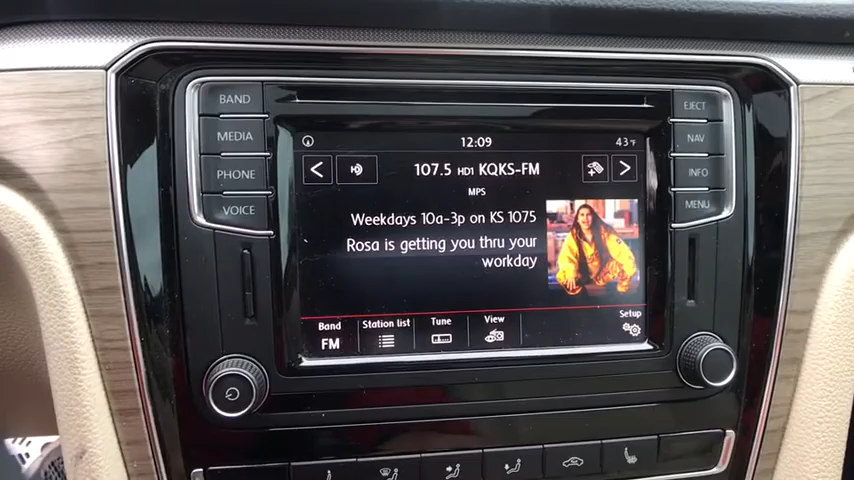 BAND
MEDIA
PHONE
VOICE
EJECT
NAV
INFO
MENU
12:09
43°F
107.5 HD1 KQKS-FM
MPS
Weekdays 10a-3p on KS 1075
Rosa is getting you thru your
workday
Band
FM
Station list
Tune
View
Setup